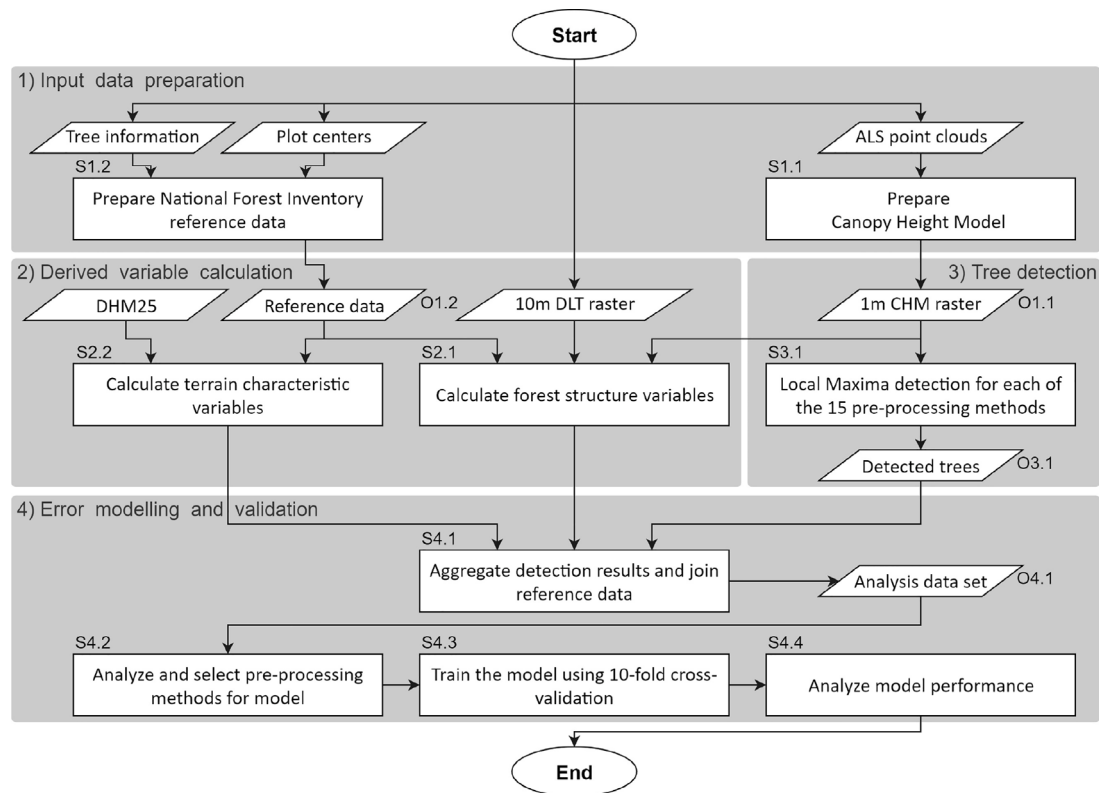 Start
1) Input data preparation
Tree information
Plot centers
ALS point clouds
S1.2
S1.1
Prepare National Forest Inventory
reference data
Prepare
Canopy Height Model
2) Derived variable calculation
3) Tree detection
DHM25
Reference data
O1.2
10m DLT raster
1m CHM raster
O1.1
S2.2
S2.1
S3.1
Calculate terrain characteristic
variables
Calculate forest structure variables
Local Maxima detection for each of
the 15 pre-processing methods
Detected trees
O3.1
4) Error modelling and validation
S4.1
Aggregate detection results and join
reference data
Analysis data set
O4.1
S4.2
S4.3
S4.4
Analyze and select pre-processing
methods for model
Train the model using 10-fold cross-
validation
Analyze model performance
End